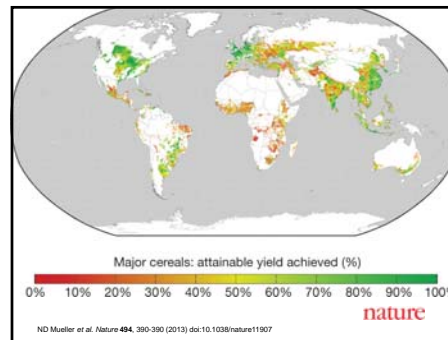 Major cereals: attainable yield achieved (%)
0% 10% 20% 30% 40% 50% 60% 70% 80% 90% 100%
nature
ND Mueller et al. Nature 494, 390-390 (2013) doi:10.1038/nature11907